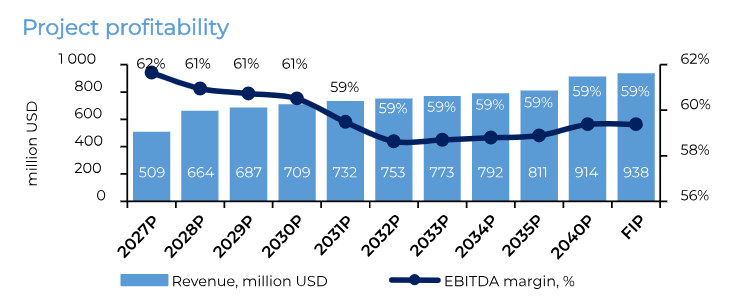 Project profitability
million USD
1 000
800
600
400
200
0
62%
60%
58%
56%
62% 61% 61% 61% 59% 59% 59% 59% 59% 59% 59%
509 664 687 709 732 753 773 792 811 914 938
2027P 2028P 2029P 2030P 2031P 2032P 2033P 2034P 2035P 2040P FIP
Revenue, million USD EBITDA margin, %